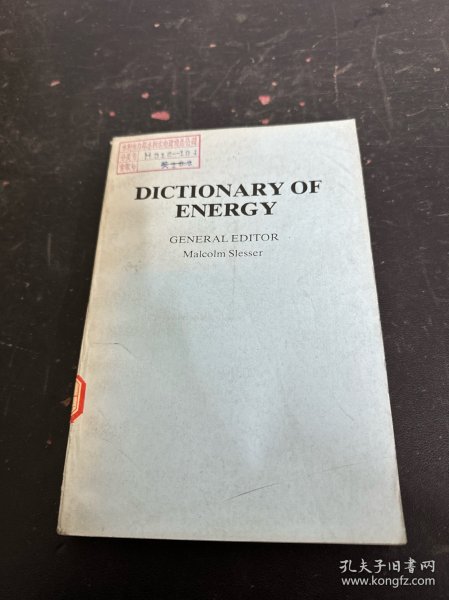 DICTIONARY OF
ENERGY
GENERAL EDITOR
Malcolm Slesser
孔夫子旧书网
www.kongfz.com